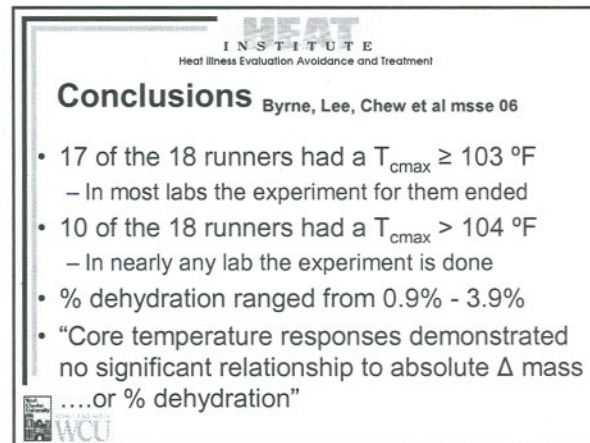 HEAT
INSTITUTE
Heat Illness Evaluation Avoidance and Treatment
Conclusions Byrne, Lee, Chew et al msse 06
• 17 of the 18 runners had a Tcmax ≥ 103 ºF
– In most labs the experiment for them ended
• 10 of the 18 runners had a Tcmax > 104 ºF
– In nearly any lab the experiment is done
• % dehydration ranged from 0.9% - 3.9%
• “Core temperature responses demonstrated
no significant relationship to absolute Δ mass
….or % dehydration”
West
Chester
University
WCU